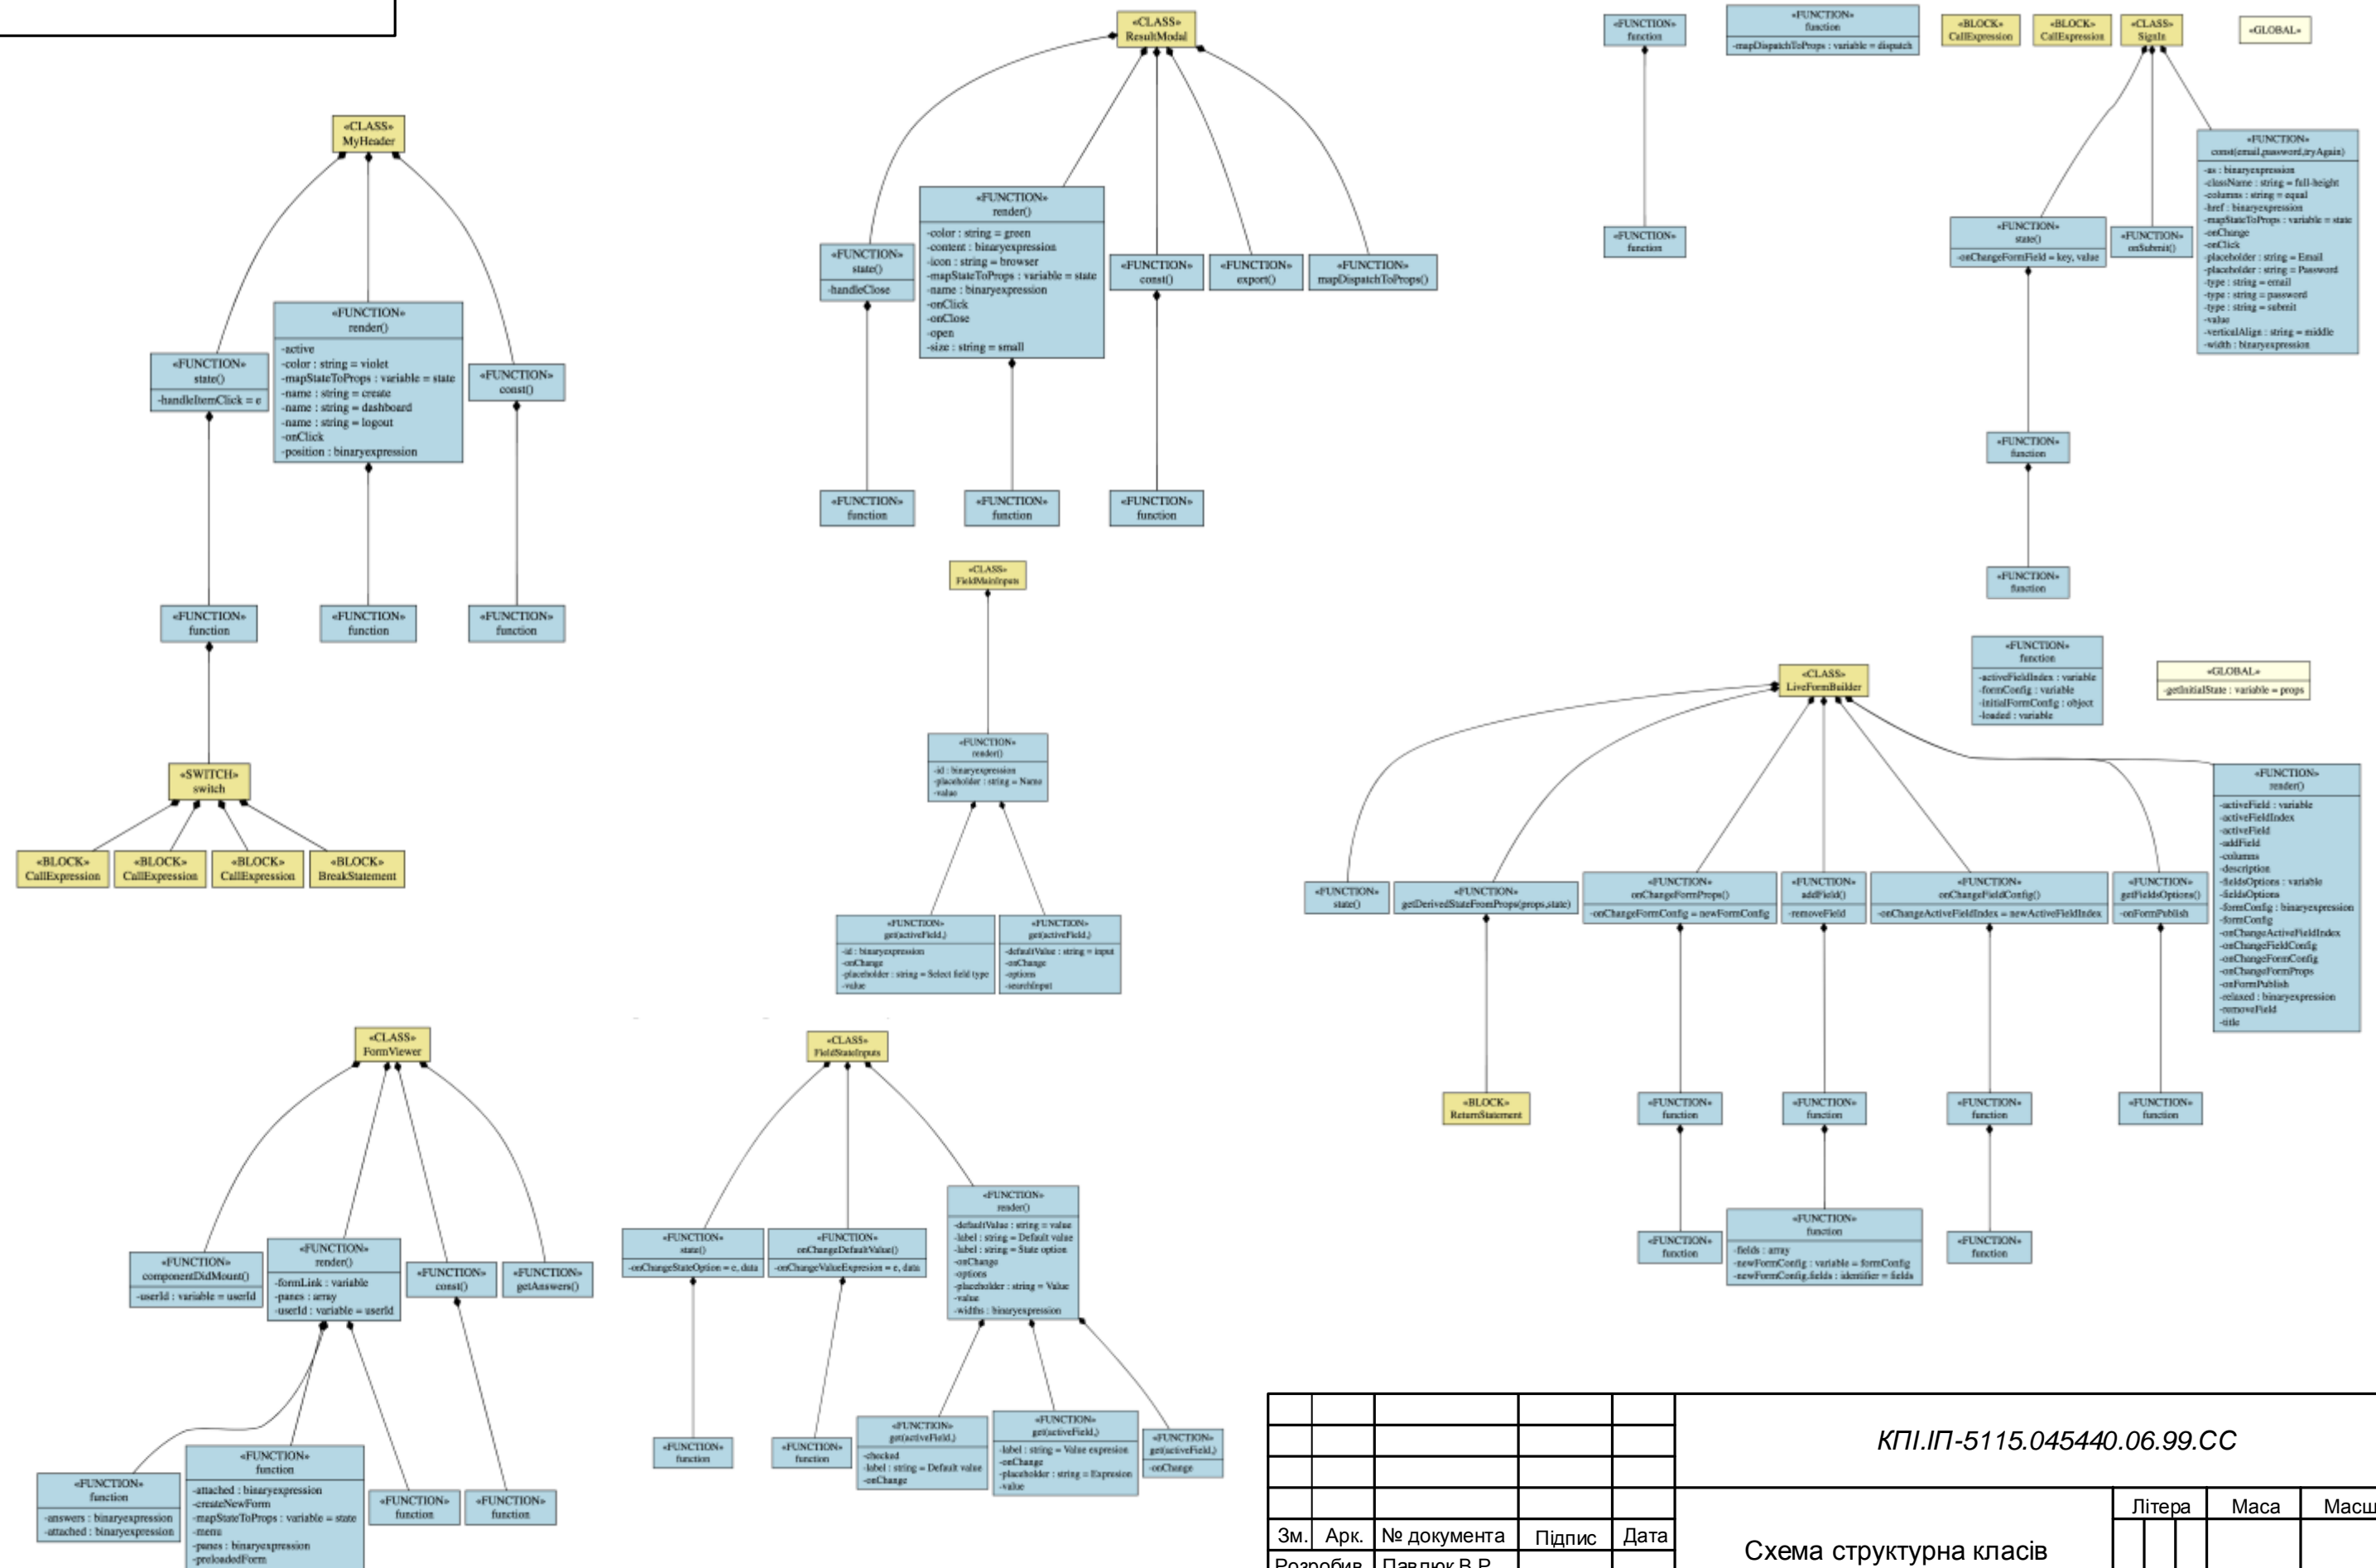 «CLASS»
MyHeader
«FUNCTION»
state()
-handleItemClick = e
«FUNCTION»
render()
-active
-color : string = violet
-mapStateToProps : variable = state
-name : string = create
-name : string = dashboard
-name : string = logout
-onClick
-position : binaryexpression
«FUNCTION»
const()
«FUNCTION»
function
«FUNCTION»
function
«FUNCTION»
function
«SWITCH»
switch
«BLOCK»
CallExpression
«BLOCK»
CallExpression
«BLOCK»
CallExpression
«BLOCK»
BreakStatement
«CLASS»
ResultModal
«FUNCTION»
state()
-handleClose
«FUNCTION»
render()
-color : string = green
-content : binaryexpression
-icon : string = browser
-mapStateToProps : variable = state
-name : binaryexpression
-onClick
-onClose
-open
-size : string = small
«FUNCTION»
const()
«FUNCTION»
export()
«FUNCTION»
mapDispatchToProps()
«FUNCTION»
function
«FUNCTION»
function
«FUNCTION»
function
«FUNCTION»
function
«FUNCTION»
function
«FUNCTION»
function
-mapDispatchToProps : variable = dispatch
«BLOCK»
CallExpression
«BLOCK»
CallExpression
«CLASS»
SignIn
«GLOBAL»
«FUNCTION»
state()
-onChangeFormField = key, value
«FUNCTION»
onSubmit()
«FUNCTION»
const(email,password,tryAgain)
-as : binaryexpression
-className : string = full-height
-columns : string = equal
-href : binaryexpression
-mapStateToProps : variable = state
-onChange
-onClick
-placeholder : string = Email
-placeholder : string = Password
-type : string = email
-type : string = password
-type : string = submit
-value
-verticalAlign : string = middle
-width : binaryexpression
«FUNCTION»
function
«FUNCTION»
function
«CLASS»
FieldMainInputs
«FUNCTION»
render()
-id : binaryexpression
-placeholder : string = Name
-value
«FUNCTION»
get(activeField,)
-id : binaryexpression
-onChange
-placeholder : string = Select field type
-value
«FUNCTION»
get(activeField,)
-defaultValue : string = input
-onChange
-options
-searchInput
«CLASS»
LiveFormBuilder
«FUNCTION»
function
-activeFieldIndex : variable
-formConfig : variable
-initialFormConfig : object
-loaded : variable
«GLOBAL»
-getInitialState : variable = props
«FUNCTION»
state()
«FUNCTION»
getDerivedStateFromProps(props,state)
«FUNCTION»
onChangeFormProps()
-onChangeFormConfig = newFormConfig
«FUNCTION»
addField()
-removeField
«FUNCTION»
onChangeFieldConfig()
-onChangeActiveFieldIndex = newActiveFieldIndex
«FUNCTION»
getFieldsOptions()
-onFormPublish
«FUNCTION»
render()
-activeField : variable
-activeFieldIndex
-activeField
-addField
-columns
-description
-fieldsOptions : variable
-fieldsOptions
-formConfig : binaryexpression
-formConfig
-onChangeActiveFieldIndex
-onChangeFieldConfig
-onChangeFormConfig
-onChangeFormProps
-onFormPublish
-relaxed : binaryexpression
-removeField
-title
«BLOCK»
ReturnStatement
«FUNCTION»
function
«FUNCTION»
function
«FUNCTION»
function
«FUNCTION»
function
«FUNCTION»
function
«FUNCTION»
function
-fields : array
-newFormConfig : variable = formConfig
-newFormConfig.fields : identifier = fields
«FUNCTION»
function
«CLASS»
FormViewer
«FUNCTION»
componentDidMount()
-userId : variable = userId
«FUNCTION»
render()
-formLink : variable
-panes : array
-userId : variable = userId
«FUNCTION»
const()
«FUNCTION»
getAnswers()
«FUNCTION»
function
-answers : binaryexpression
-attached : binaryexpression
«FUNCTION»
function
-attached : binaryexpression
-createNewForm
-mapStateToProps : variable = state
-menu
-panes : binaryexpression
-preloadedForm
«FUNCTION»
function
«FUNCTION»
function
«CLASS»
FieldStateInputs
«FUNCTION»
state()
-onChangeStateOption = e, data
«FUNCTION»
onChangeDefaultValue()
-onChangeValueExpresion = e, data
«FUNCTION»
render()
-defaultValue : string = value
-label : string = Default value
-label : string = State option
-onChange
-options
-placeholder : string = Value
-value
-widths : binaryexpression
«FUNCTION»
function
«FUNCTION»
function
«FUNCTION»
get(activeField,)
-checked
-label : string = Default value
-onChange
«FUNCTION»
get(activeField,)
-label : string = Value expresion
-onChange
-placeholder : string = Expresion
-value
«FUNCTION»
get(activeField,)
-onChange
КПІ.ІП-5115.045440.06.99.СС
Літера Маса Масш
Зм. Арк. № документа Підпис Дата
Схема структурна класів
Розробив Павлюк В.Р.